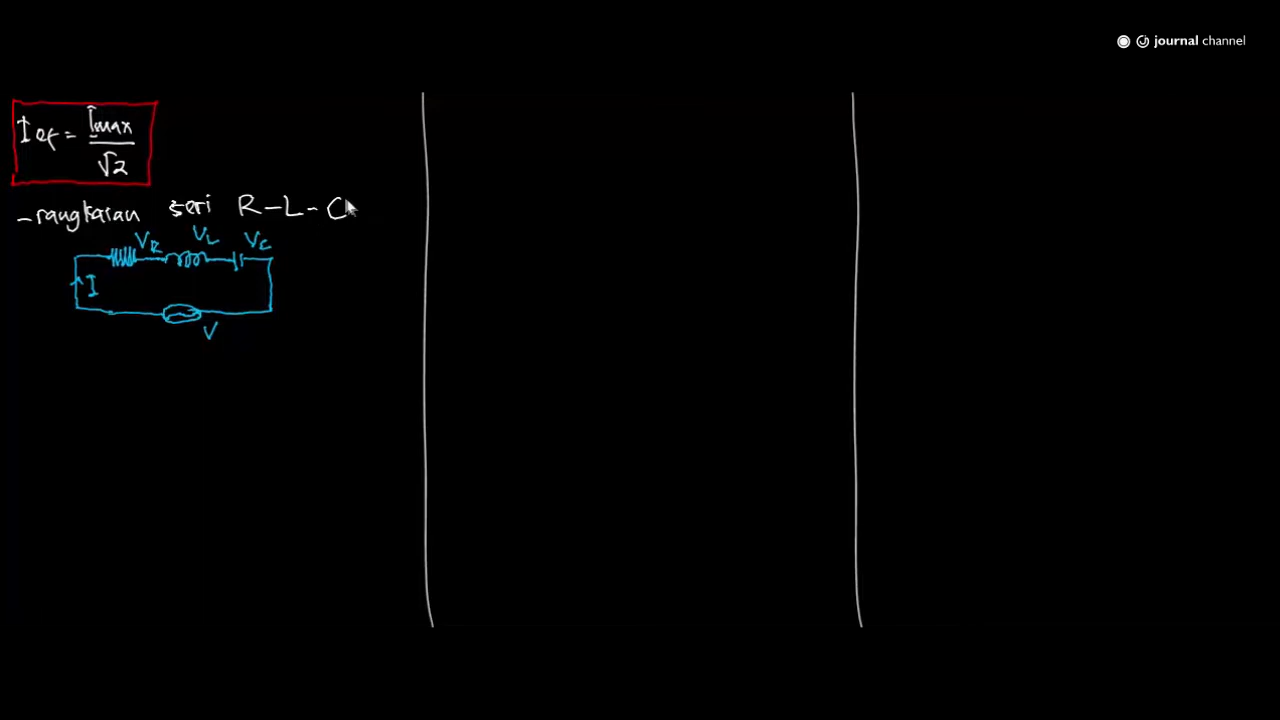 journal channel
Ief = Imax/√2
- rangkaian seri R-L-C
VR VL VC
I
V